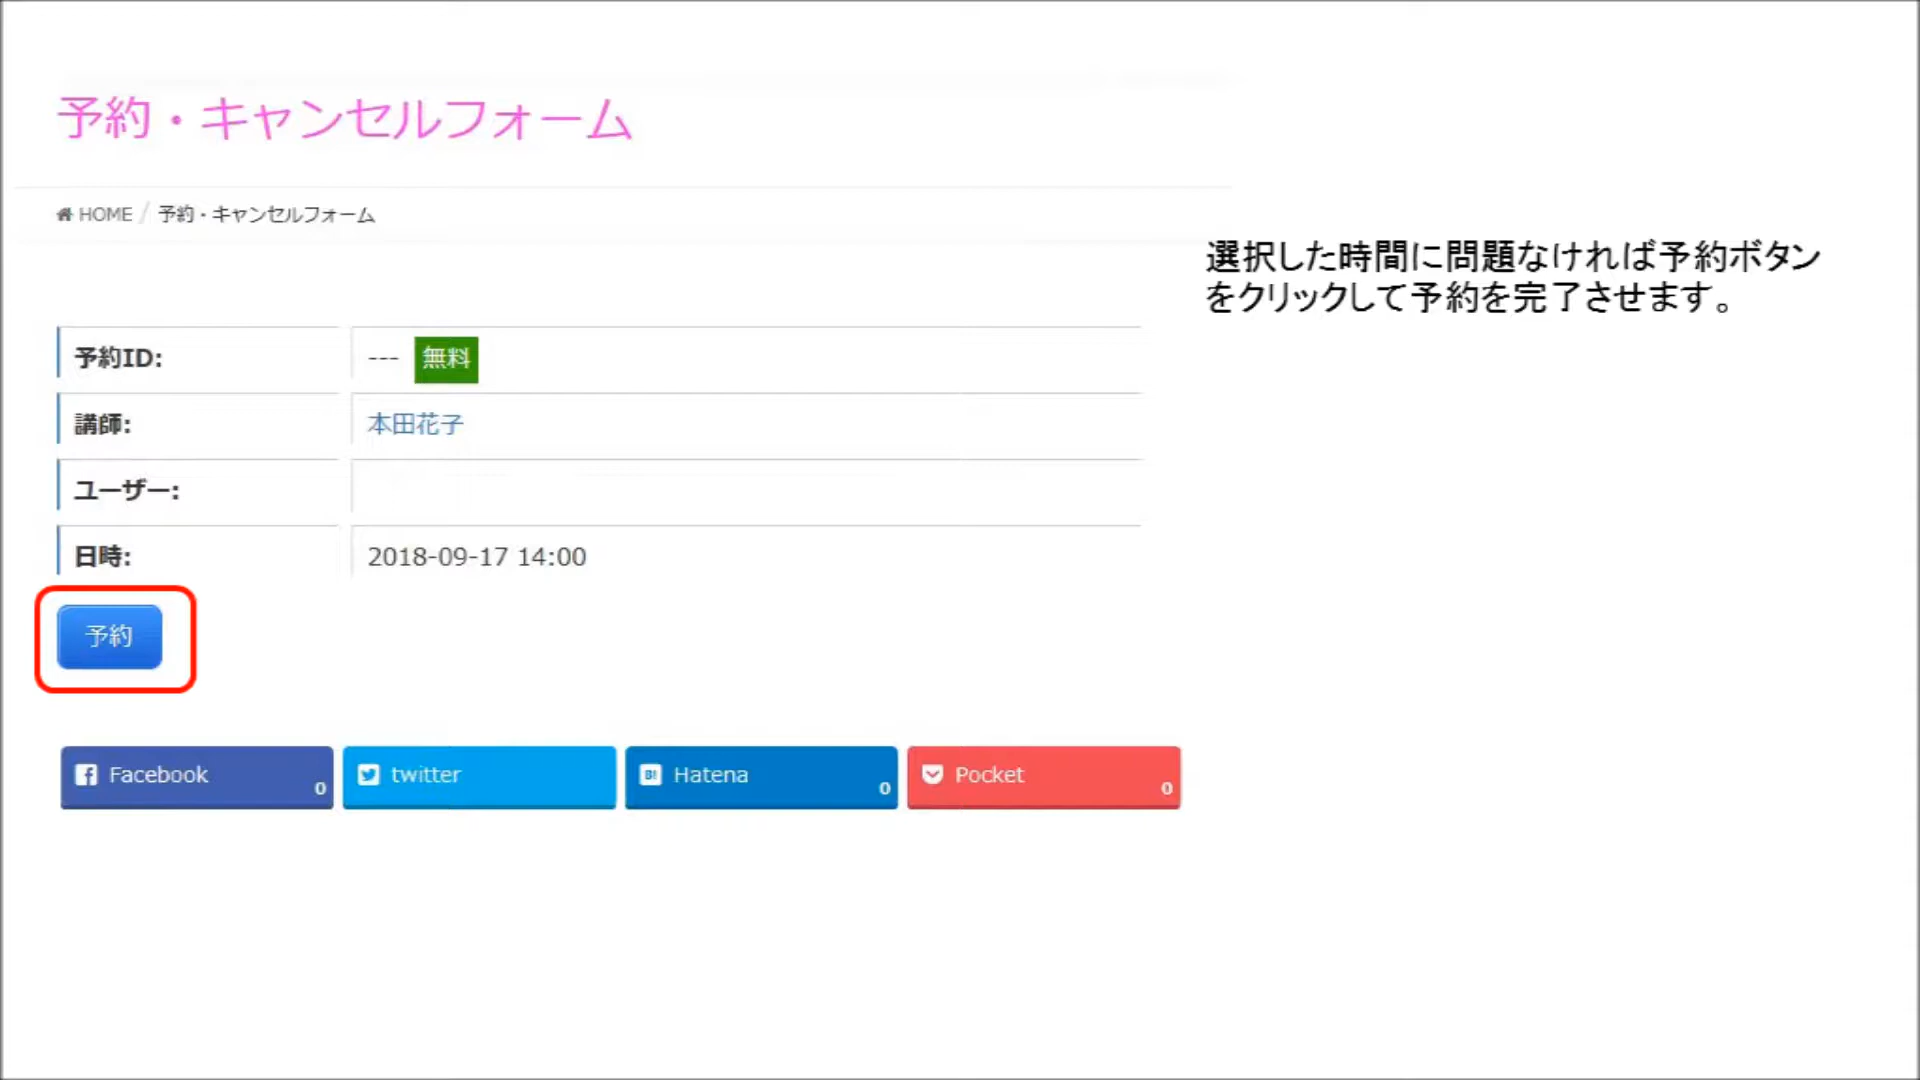 予約・キャンセルフォーム
HOME / 予約・キャンセルフォーム
選択した時間に問題なければ予約ボタン
をクリックして予約を完了させます。
予約ID: --- 無料
講師: 本田花子
ユーザー:
日時: 2018-09-17 14:00
予約
Facebook 0 twitter Hatena 0 Pocket 0